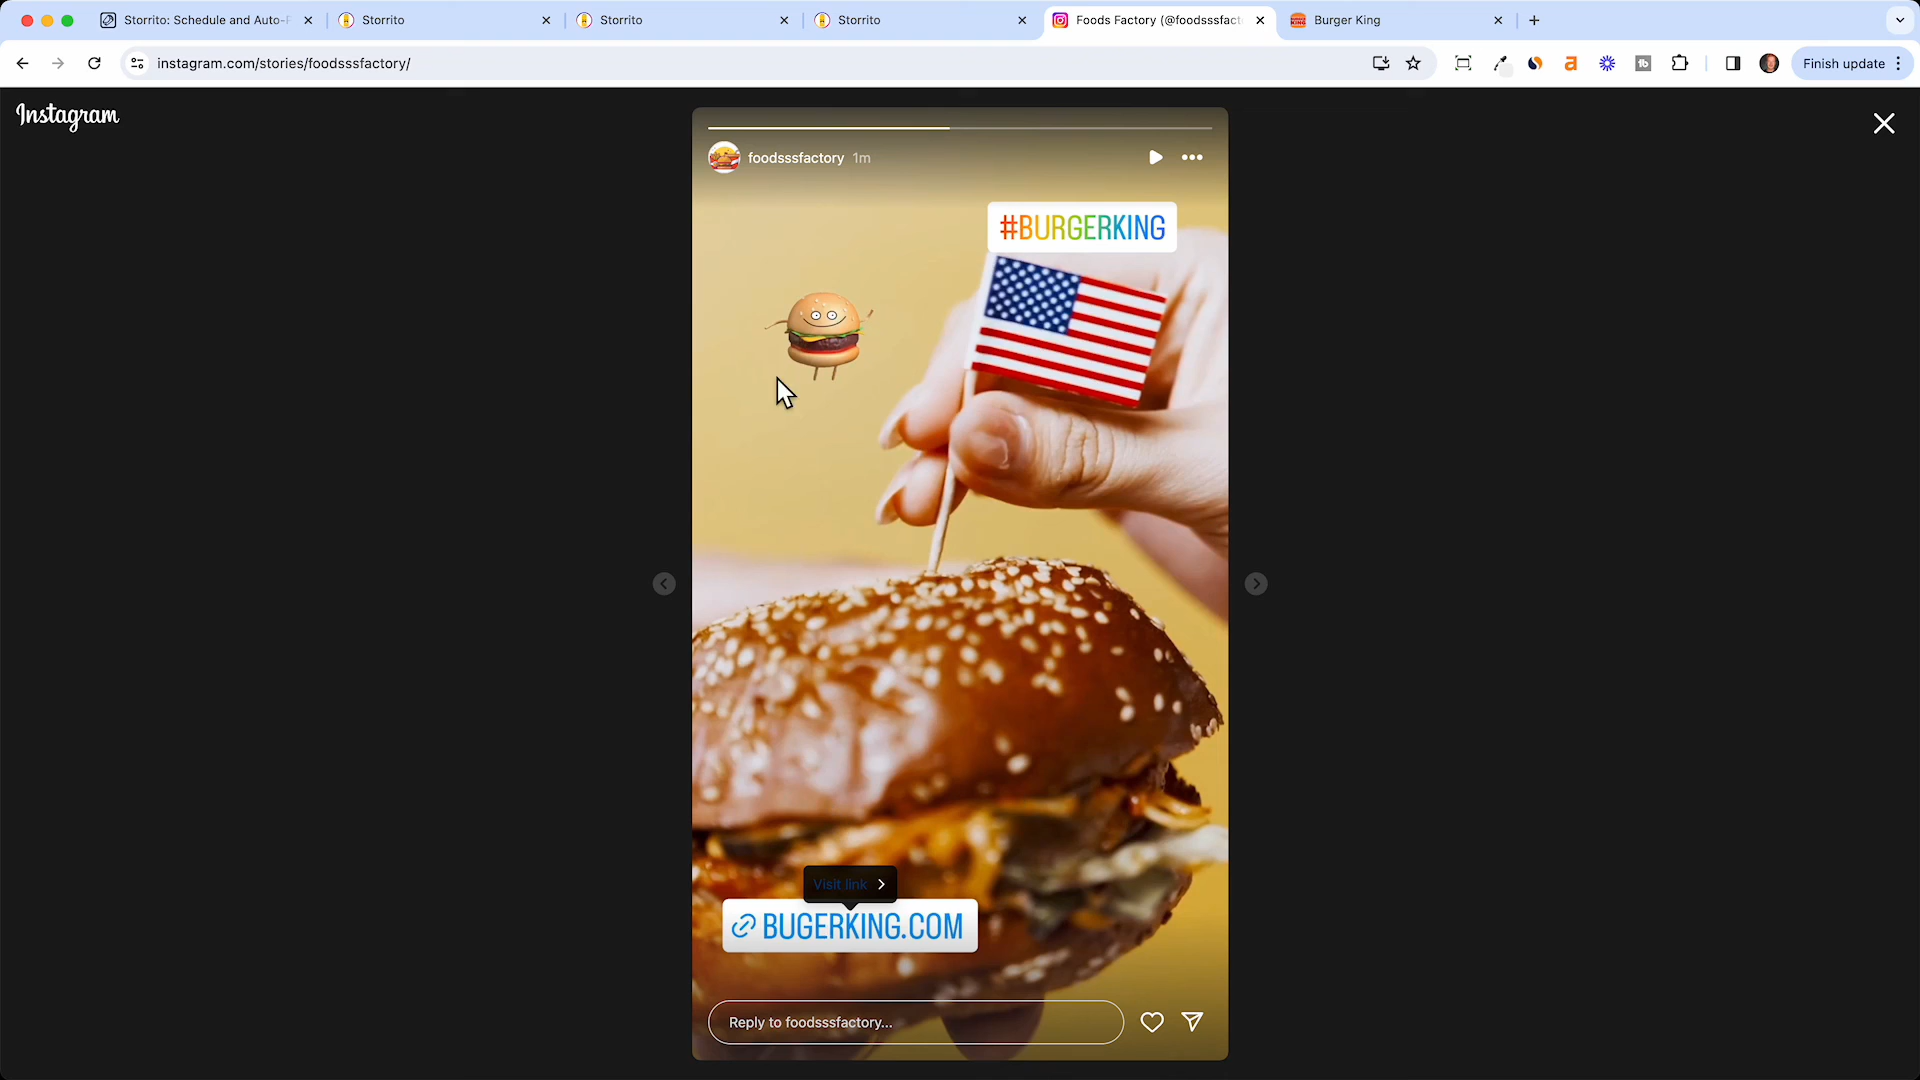 Storrito: Schedule and Auto-P
Storrito
Storrito
Storrito
Foods Factory (@foodsssfact
Burger King
instagram.com/stories/foodsssfactory/
Finish update
Instagram
foodsssfactory 1m
#BURGERKING
Visit link
BUGERKING.COM
Reply to foodsssfactory...